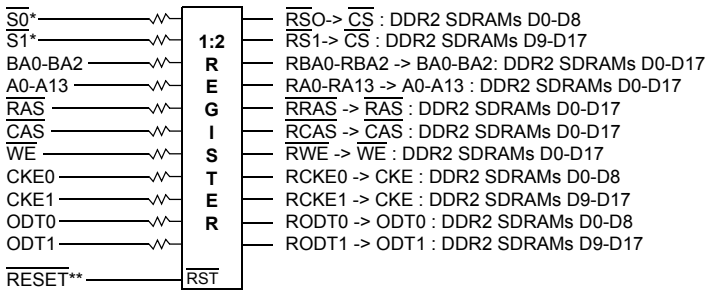 S0* RSO-> CS : DDR2 SDRAMs D0-D8
S1* 1:2 RS1-> CS : DDR2 SDRAMs D9-D17
BA0-BA2 R RBA0-RBA2 -> BA0-BA2: DDR2 SDRAMs D0-D17
A0-A13 E RA0-RA13 -> A0-A13 : DDR2 SDRAMs D0-D17
RAS G RRAS -> RAS : DDR2 SDRAMs D0-D17
CAS I RCAS -> CAS : DDR2 SDRAMs D0-D17
WE S RWE -> WE : DDR2 SDRAMs D0-D17
CKE0 T RCKE0 -> CKE : DDR2 SDRAMs D0-D8
CKE1 E RCKE1 -> CKE : DDR2 SDRAMs D9-D17
ODT0 R RODT0 -> ODT0 : DDR2 SDRAMs D0-D8
ODT1 RODT1 -> ODT1 : DDR2 SDRAMs D9-D17
RESET** RST